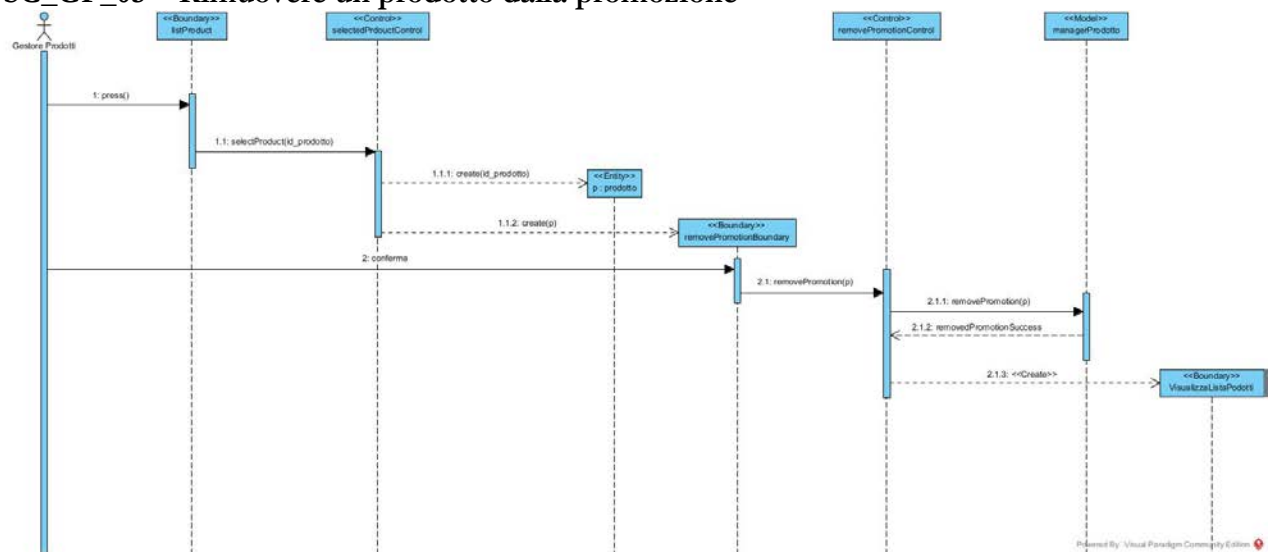 Rimuovere un prodotto dalla promozione
Gestore Prodotti
<<Boundary>>
listProduct
<<Control>>
selectedPrdouctControl
<<Control>>
removePromotionControl
<<Model>>
managerProdotto
1: press()
1.1: selectProduct(id_prodotto)
1.1.1: create(id_prodotto)
<<Entity>>
p : prodotto
1.1.2: create(p)
<<Boundary>>
removePromotionBoundary
2: conferma
2.1: removePromotion(p)
2.1.1: removePromotion(p)
2.1.2: removedPromotionSuccess
2.1.3: <<Create>>
<<Boundary>>
VisualizzaListaPodotti
Powered By : Visual Paradigm Community Edition